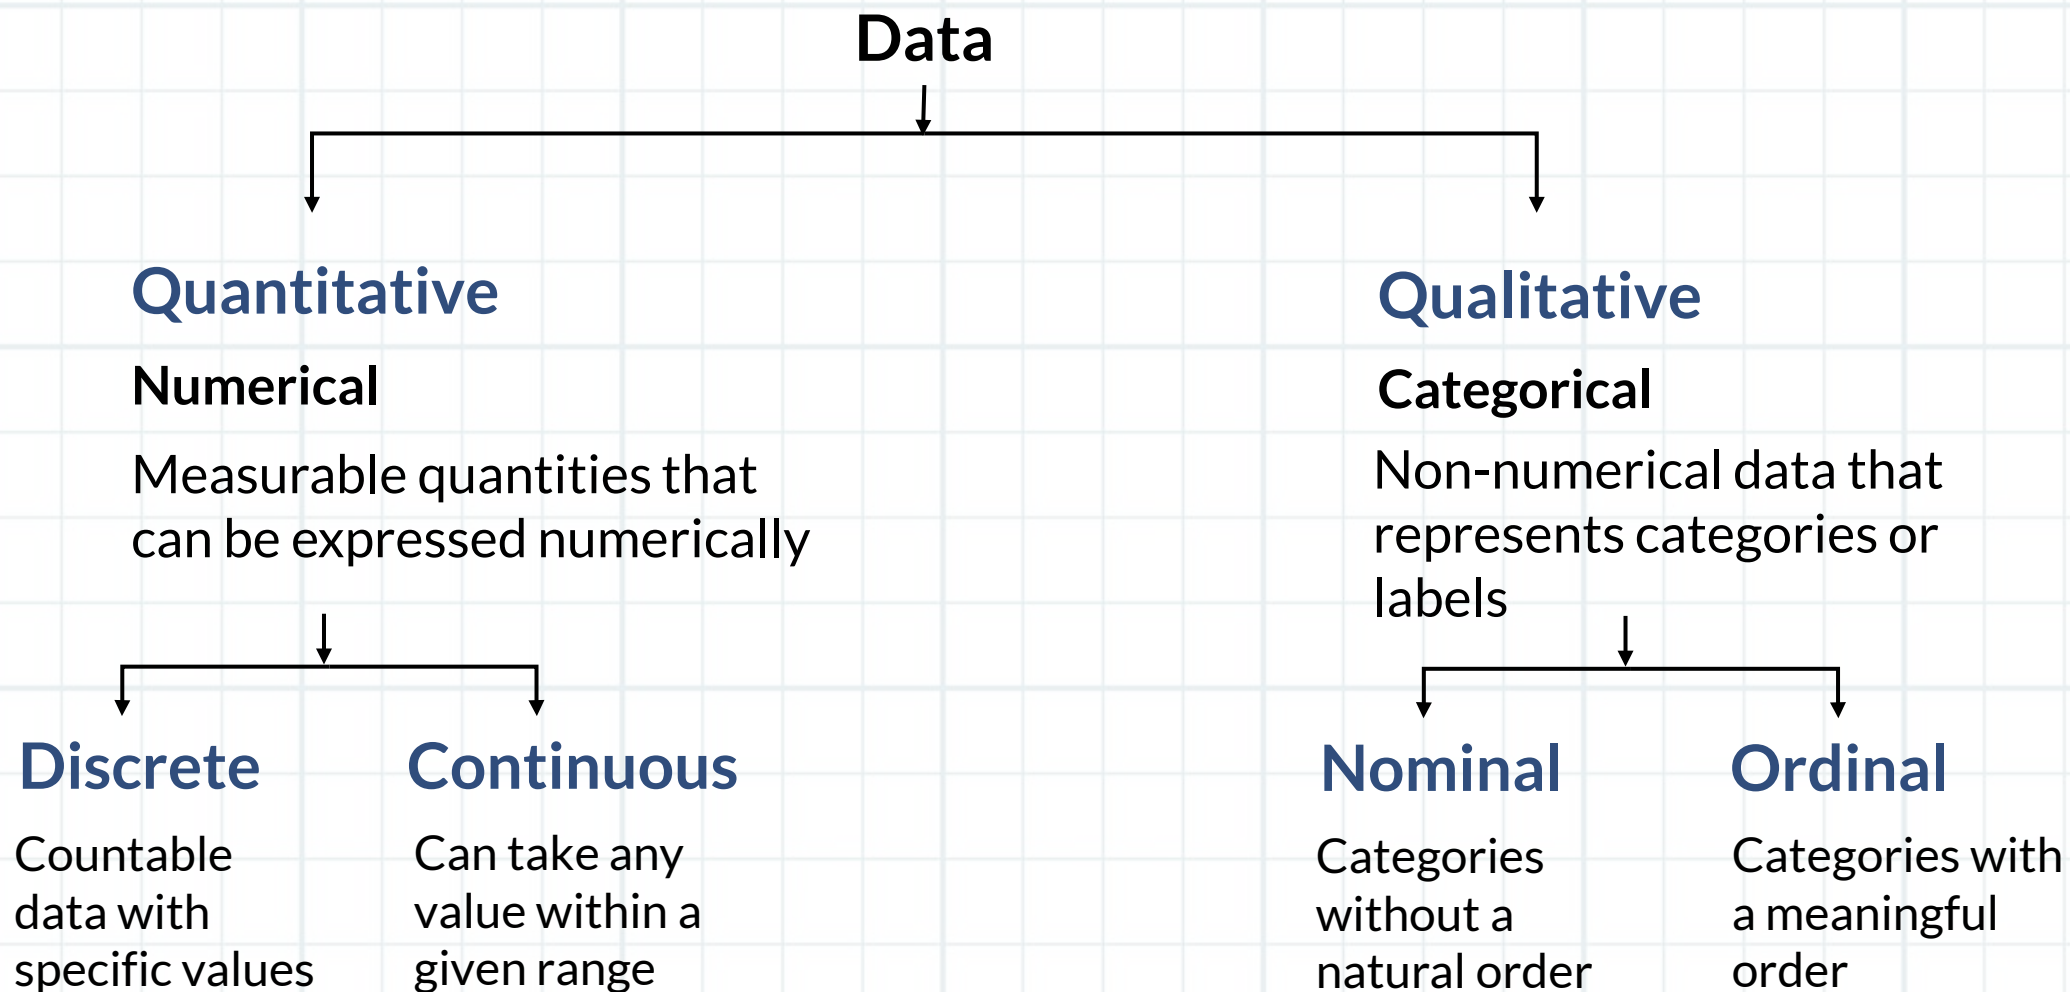 Data
Quantitative
Numerical
Measurable quantities that
can be expressed numerically
Qualitative
Categorical
Non-numerical data that
represents categories or
labels
Discrete
Countable
data with
specific values
Continuous
Can take any
value within a
given range
Nominal
Categories
without a
natural order
Ordinal
Categories with
a meaningful
order